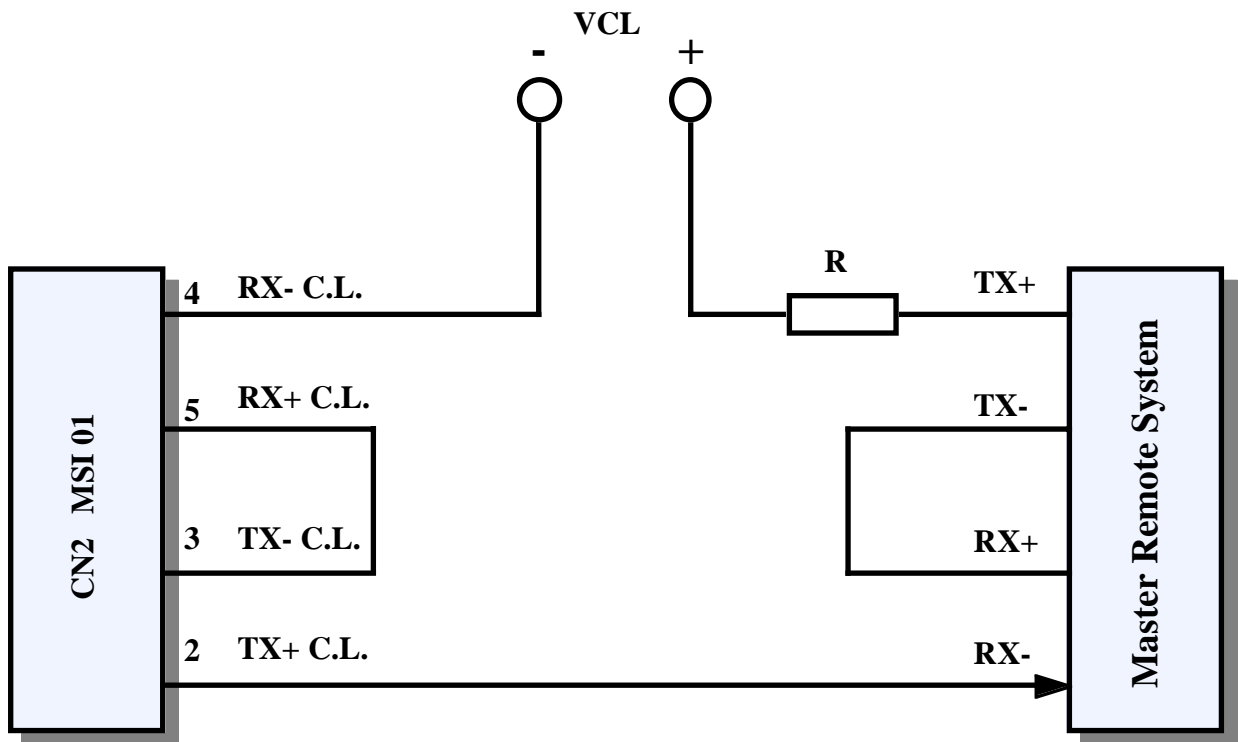 VCL
- +
R
4 RX- C.L. TX+
5 RX+ C.L. TX-
3 TX- C.L. RX+
2 TX+ C.L. RX-
CN2 MSI 01
Master Remote System